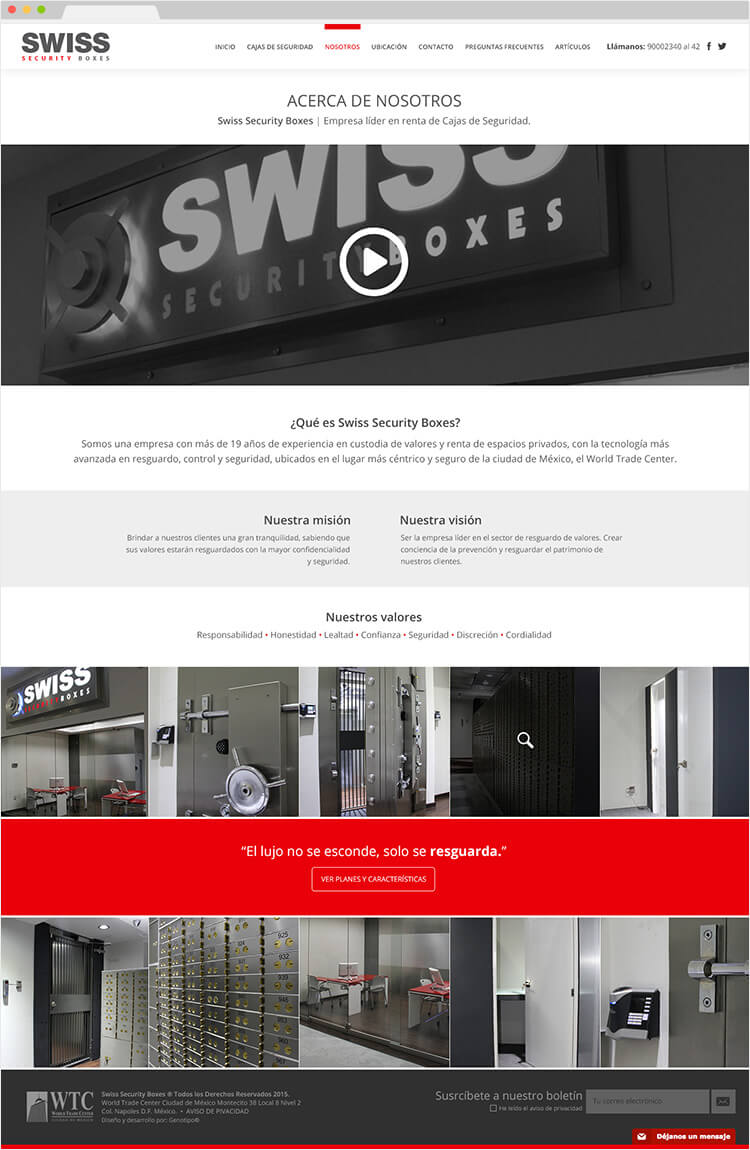 SWISS
SECURITY BOXES
INICIO CAJAS DE SEGURIDAD NOSOTROS UBICACIÓN CONTACTO PREGUNTAS FRECUENTES ARTÍCULOS Llámanos: 90002340 al 42
ACERCA DE NOSOTROS
Swiss Security Boxes | Empresa líder en renta de Cajas de Seguridad.
SWISS
SECURITY BOXES
¿Qué es Swiss Security Boxes?
Somos una empresa con más de 19 años de experiencia en custodia de valores y renta de espacios privados, con la tecnología más
avanzada en resguardo, control y seguridad, ubicados en el lugar más céntrico y seguro de la ciudad de México, el World Trade Center.
Nuestra misión
Brindar a nuestros clientes una gran tranquilidad, sabiendo que
sus valores estarán resguardados con la mayor confidencialidad
y seguridad.
Nuestra visión
Ser la empresa líder en el sector de resguardo de valores. Crear
conciencia de la prevención y resguardar el patrimonio de
nuestros clientes.
Nuestros valores
Responsabilidad • Honestidad • Lealtad • Confianza • Seguridad • Discreción • Cordialidad
SWISS
SECURITY BOXES
“El lujo no se esconde, solo se resguarda.”
VER PLANES Y CARACTERÍSTICAS
925
932
939
946
960
WTC
WORLD TRADE CENTER
CIUDAD DE MÉXICO
Swiss Security Boxes ® Todos los Derechos Reservados 2015.
World Trade Center Ciudad de México Montecito 38 Local 8 Nivel 2
Col. Napoles D.F. México. • AVISO DE PIVACIDAD
Diseño y desarrollo por: Genotipo®
Susrcíbete a nuestro boletín
He leído el aviso de privacidad
Tu correo electrónico
Déjanos un mensaje